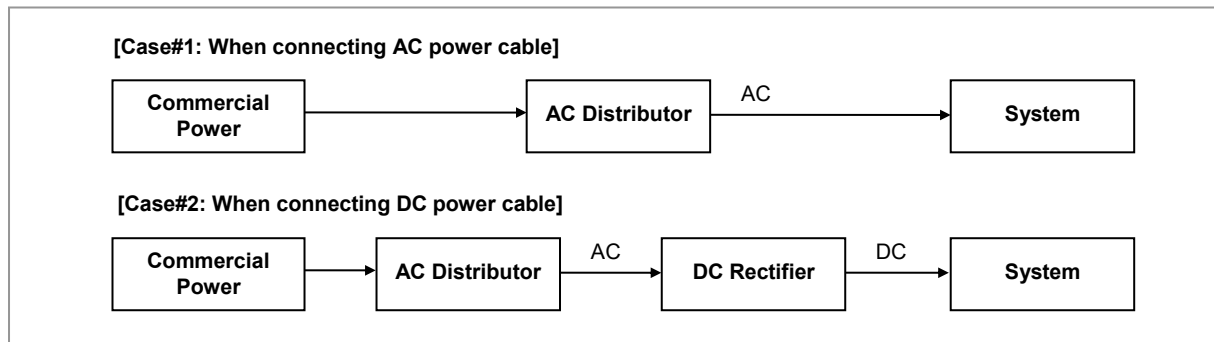 [Case#1: When connecting AC power cable]
Commercial
Power
AC Distributor
AC
System
[Case#2: When connecting DC power cable]
Commercial
Power
AC Distributor
AC
DC Rectifier
DC
System